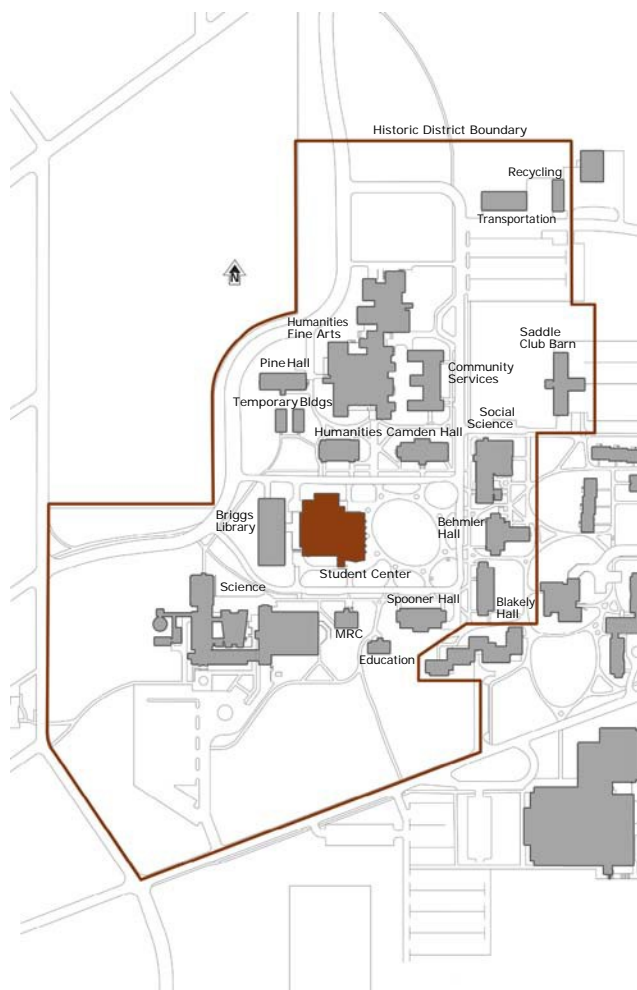 Historic District Boundary
Recycling
Transportation
N
Humanities
Fine Arts
Saddle
Club Barn
Pine Hall
Community
Services
Temporary Bldgs
Social
Science
Humanities
Camden Hall
Briggs
Library
Behmler
Hall
Student Center
Science
Spooner Hall
Blakely
Hall
MRC
Education